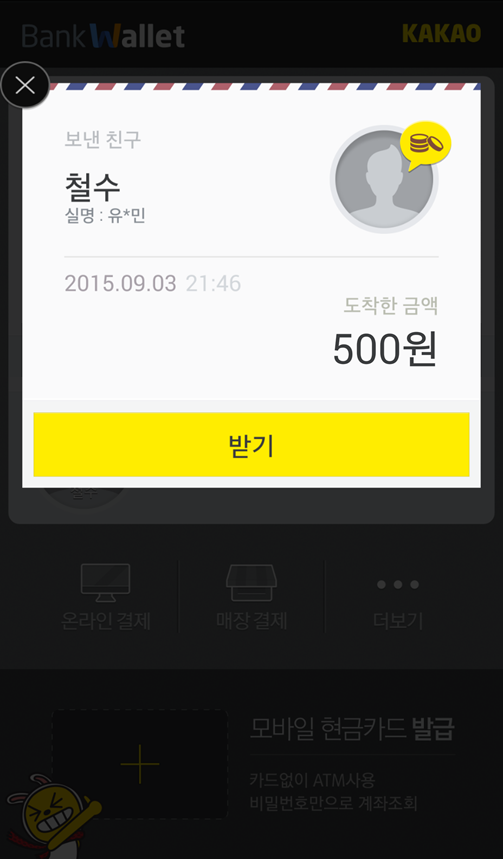 BankWallet KAKAO
보낸 친구
철수
실명 : 유*민
2015.09.03 21:46
도착한 금액
500원
받기
온라인 결제 매장 결제 더보기
모바일 현금카드 발급
카드없이 ATM사용
비밀번호만으로 계좌조회